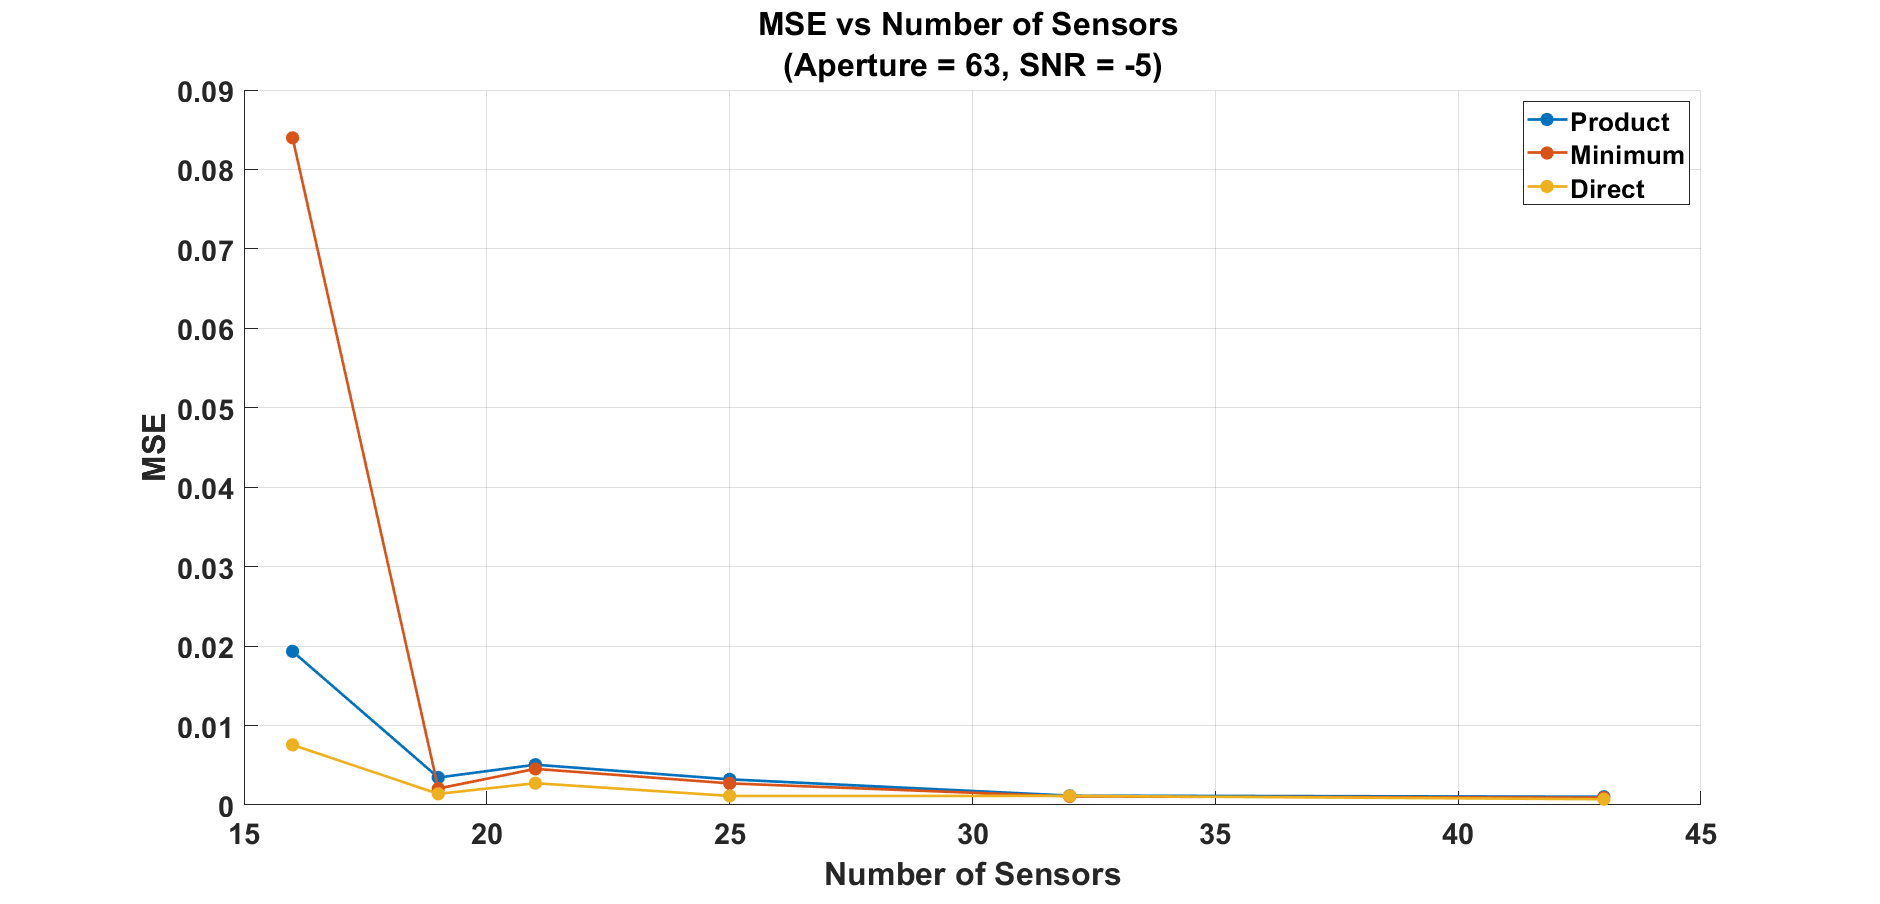 MSE vs Number of Sensors
(Aperture = 63, SNR = -5)
0.09
0.08
0.07
0.06
0.05
0.04
0.03
0.02
0.01
0
MSE
Product
Minimum
Direct
15 20 25 30 35 40 45
Number of Sensors